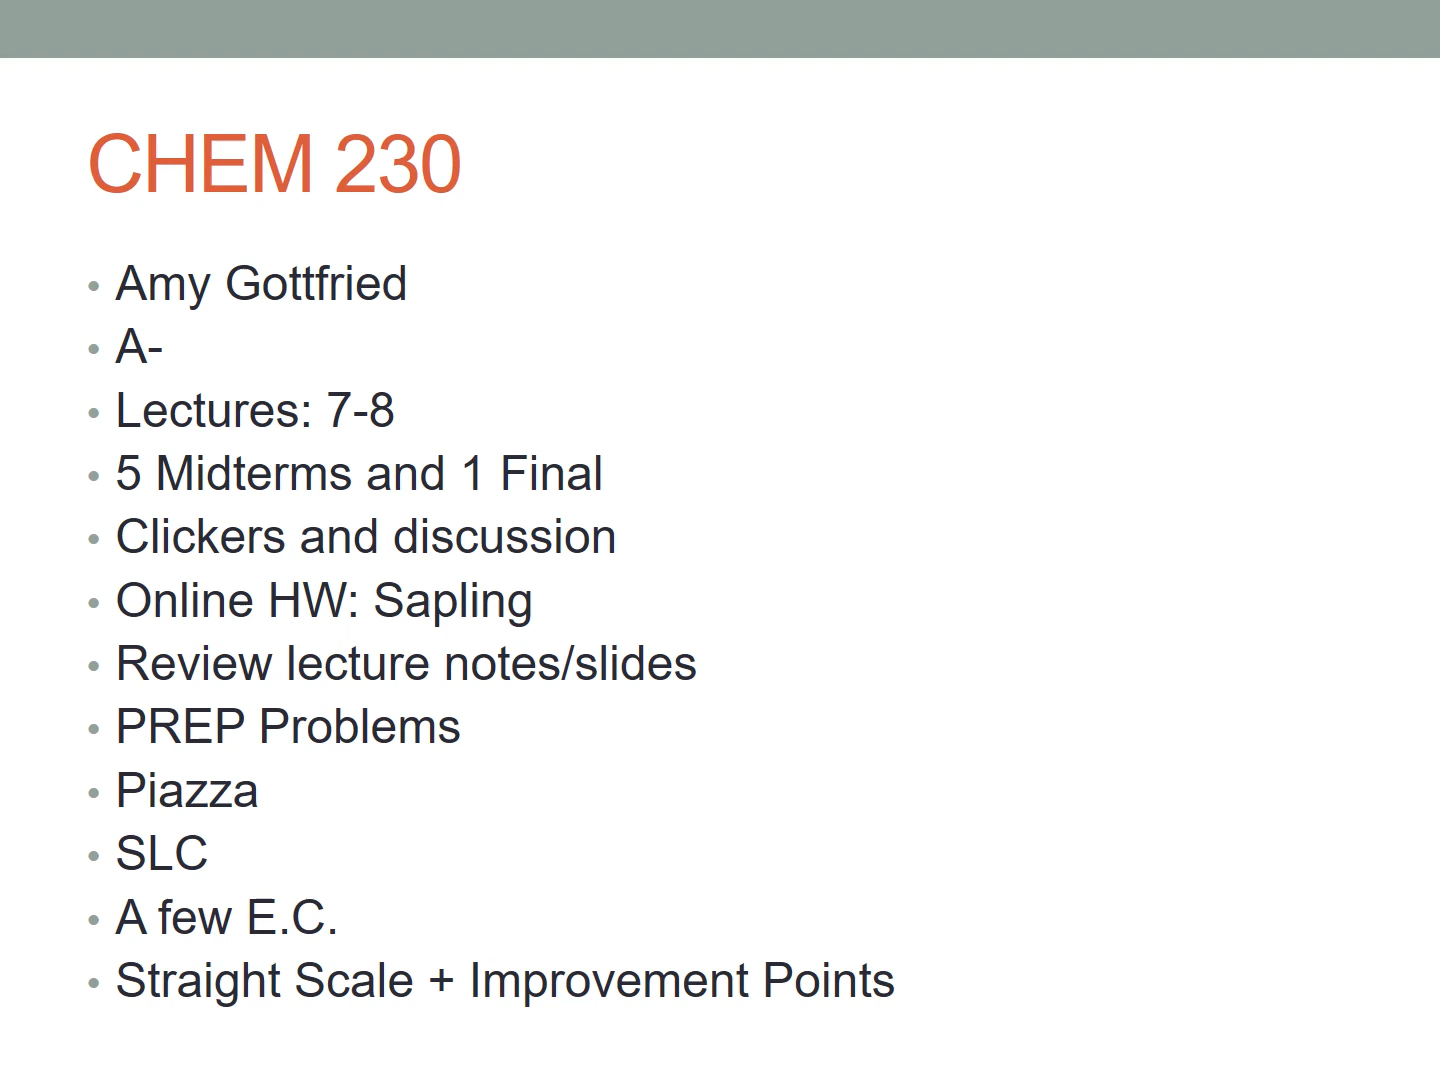 CHEM 230
• Amy Gottfried
• A-
• Lectures: 7-8
• 5 Midterms and 1 Final
• Clickers and discussion
• Online HW: Sapling
• Review lecture notes/slides
• PREP Problems
• Piazza
• SLC
• A few E.C.
• Straight Scale + Improvement Points